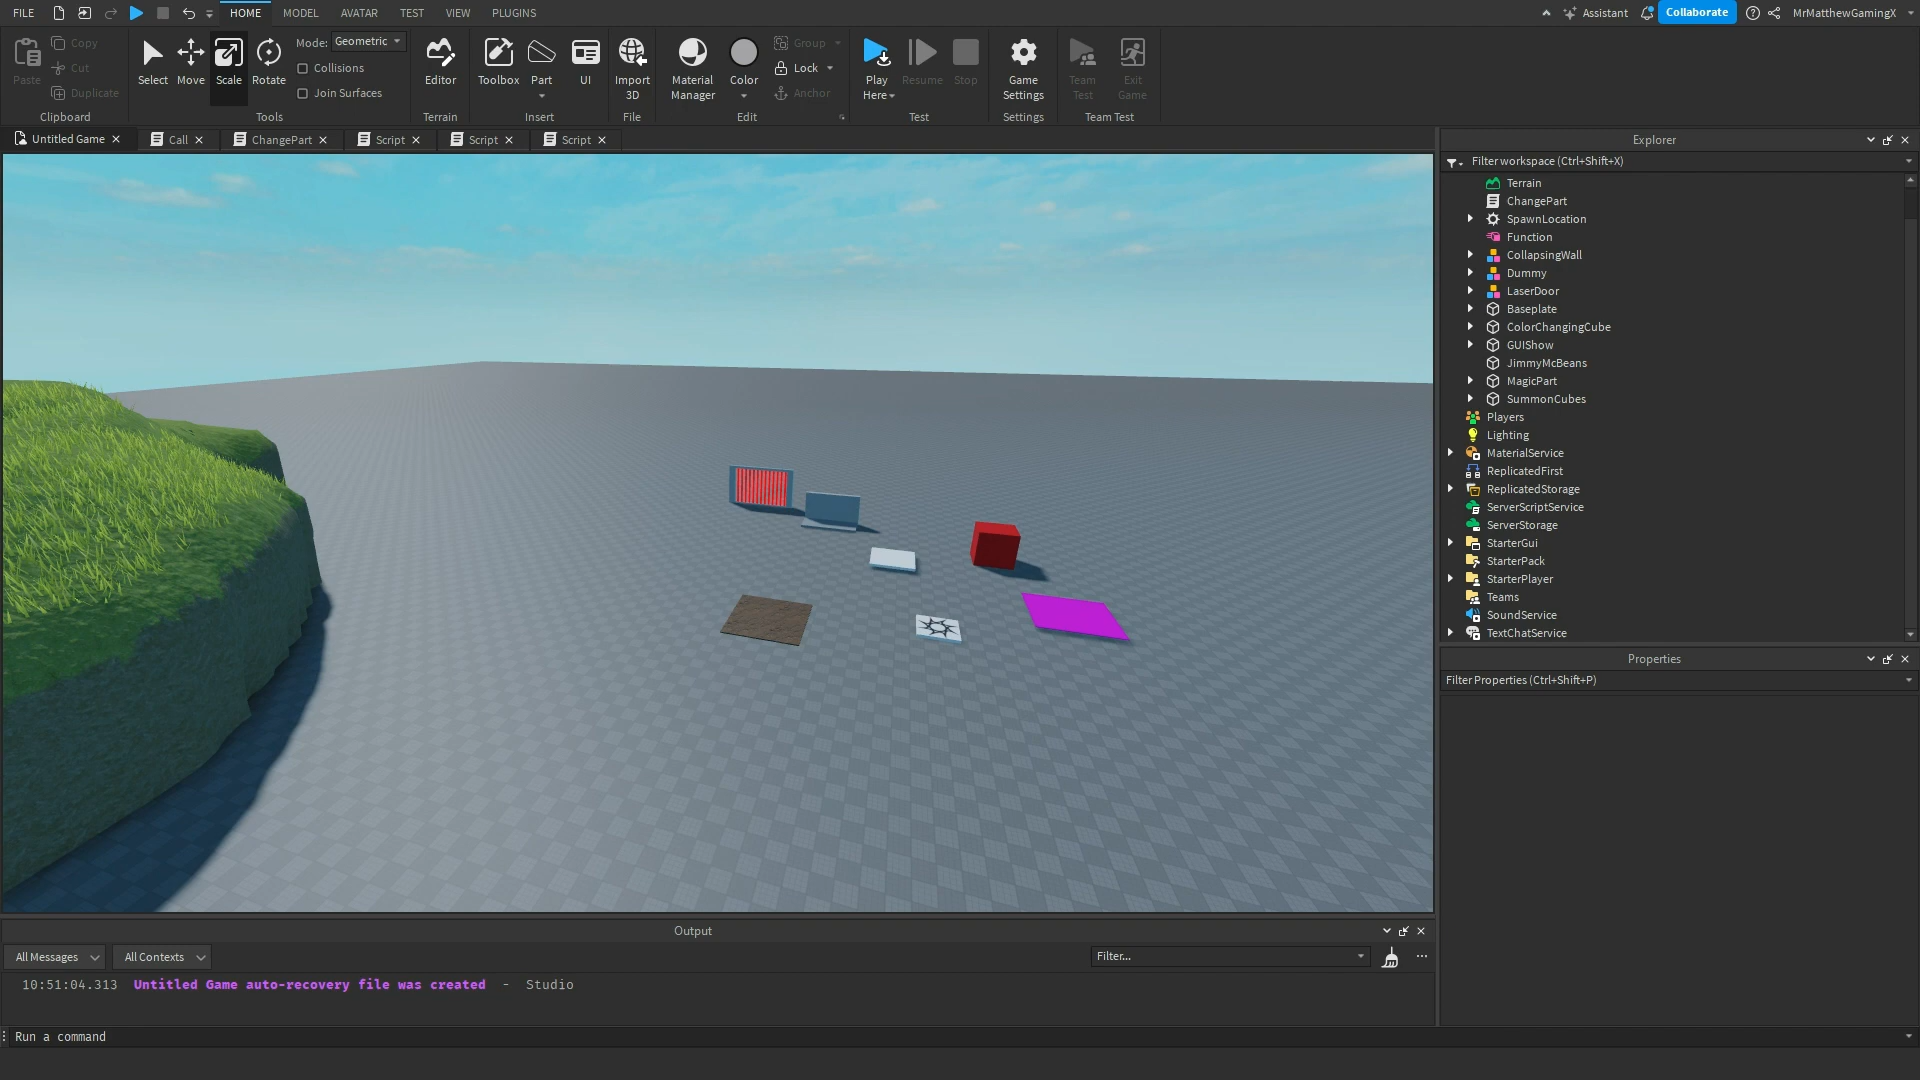 FILE HOME MODEL AVATAR TEST VIEW PLUGINS Assistant Collaborate MrMatthewGamingX
Paste Copy Cut Duplicate Clipboard
Select Move Scale Rotate Mode: Geometric Collisions Join Surfaces Tools
Editor Terrain
Toolbox Part UI Insert
Import 3D File
Material Manager Color Group Lock Anchor Edit
Play Here Resume Stop Test
Game Settings Settings
Team Test Exit Game Team Test
Untitled Game Call ChangePart Script Script Script
Explorer
Filter workspace (Ctrl+Shift+X)
Terrain
ChangePart
SpawnLocation
Function
CollapsingWall
Dummy
LaserDoor
Baseplate
ColorChangingCube
GUIShow
JimmyMcBeans
MagicPart
SummonCubes
Players
Lighting
MaterialService
ReplicatedFirst
ReplicatedStorage
ServerScriptService
ServerStorage
StarterGui
StarterPack
StarterPlayer
Teams
SoundService
TextChatService
Properties
Filter Properties (Ctrl+Shift+P)
Output
All Messages All Contexts Filter...
10:51:04.313 Untitled Game auto-recovery file was created - Studio
Run a command